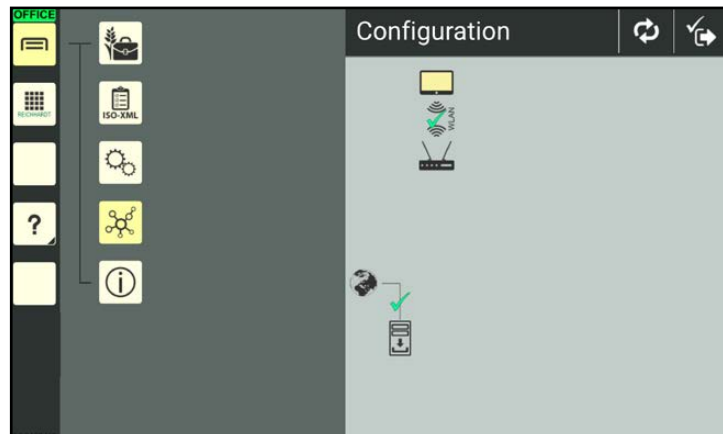 OFFICE
Configuration
REICHHARDT
ISO-XML
WLAN
?